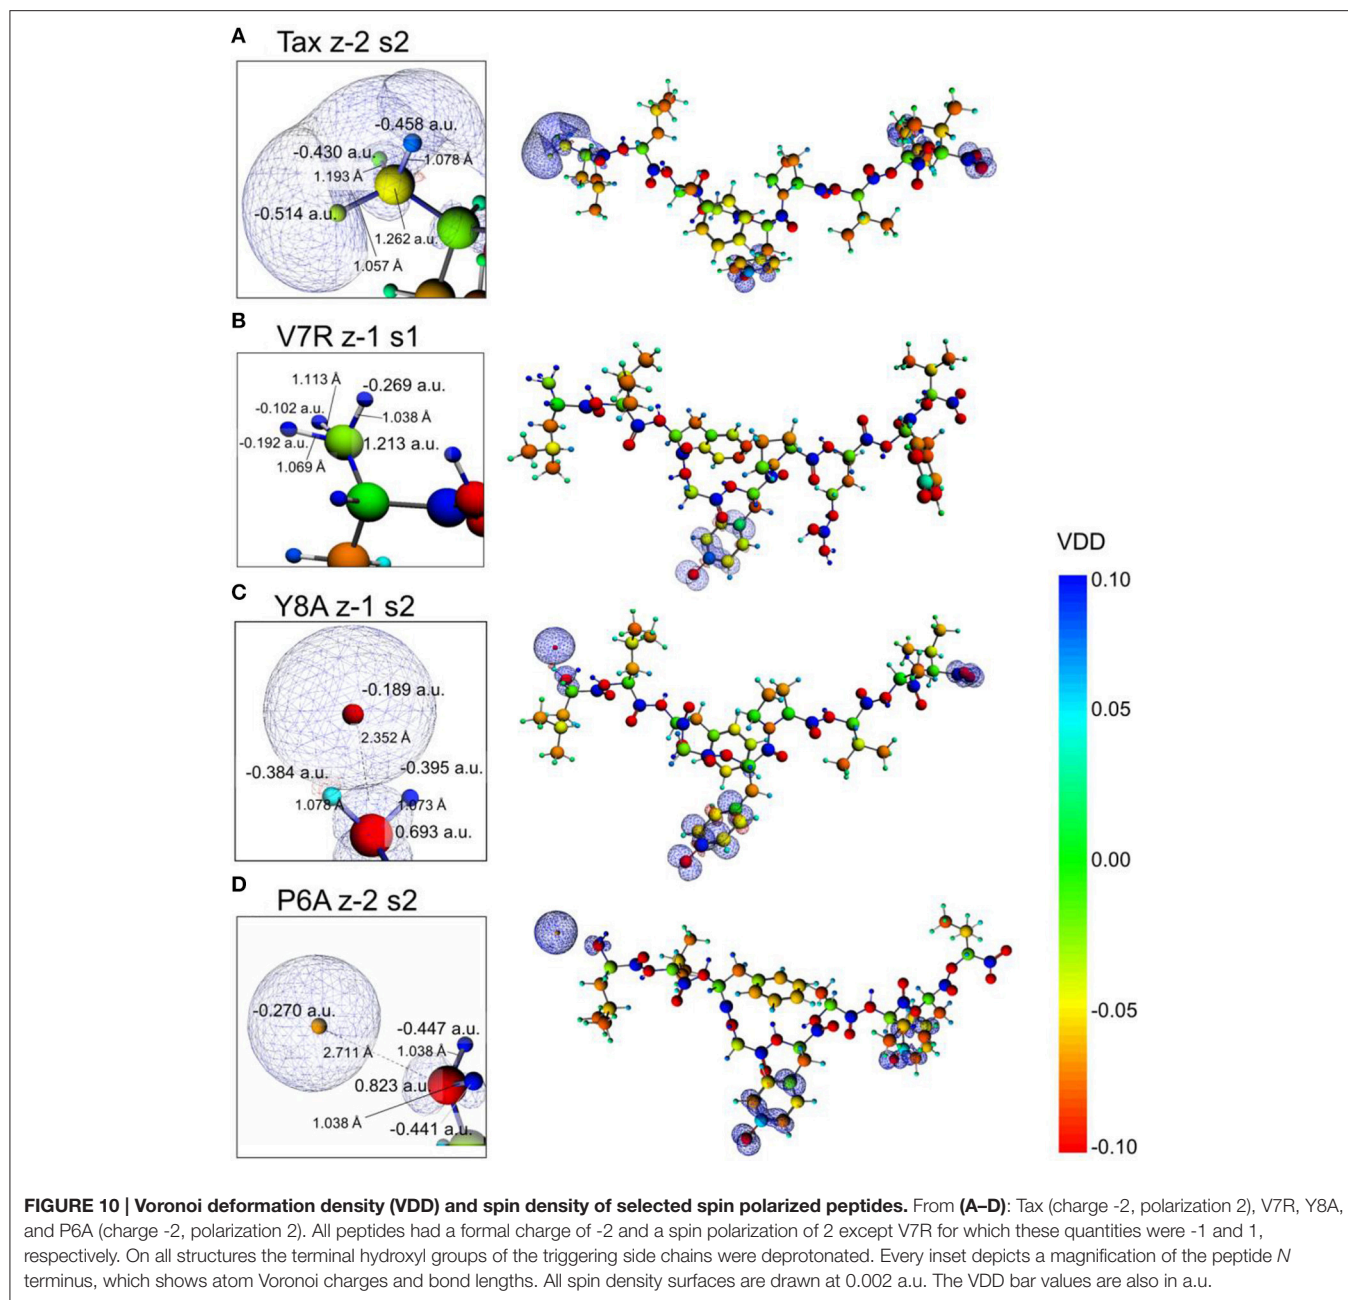 A
Tax z-2 s2
-0.458 a.u.
-0.430 a.u.
1.078 Å
1.193 Å
-0.514 a.u.
1.262 a.u.
1.057 Å
B
V7R z-1 s1
1.113 Å
-0.269 a.u.
-0.102 a.u.
1.038 Å
-0.192 a.u.
1.213 a.u.
1.069 Å
C
Y8A z-1 s2
-0.189 a.u.
2.352 Å
-0.384 a.u.
-0.395 a.u.
1.078 Å
1.073 Å
0.693 a.u.
D
P6A z-2 s2
-0.270 a.u.
-0.447 a.u.
2.711 Å
1.038 Å
0.823 a.u.
1.038 Å
-0.441 a.u.
VDD
0.10
0.05
0.00
-0.05
-0.10
FIGURE 10 | Voronoi deformation density (VDD) and spin density of selected spin polarized peptides. From (A–D): Tax (charge -2, polarization 2), V7R, Y8A,
and P6A (charge -2, polarization 2). All peptides had a formal charge of -2 and a spin polarization of 2 except V7R for which these quantities were -1 and 1,
respectively. On all structures the terminal hydroxyl groups of the triggering side chains were deprotonated. Every inset depicts a magnification of the peptide N
terminus, which shows atom Voronoi charges and bond lengths. All spin density surfaces are drawn at 0.002 a.u. The VDD bar values are also in a.u.